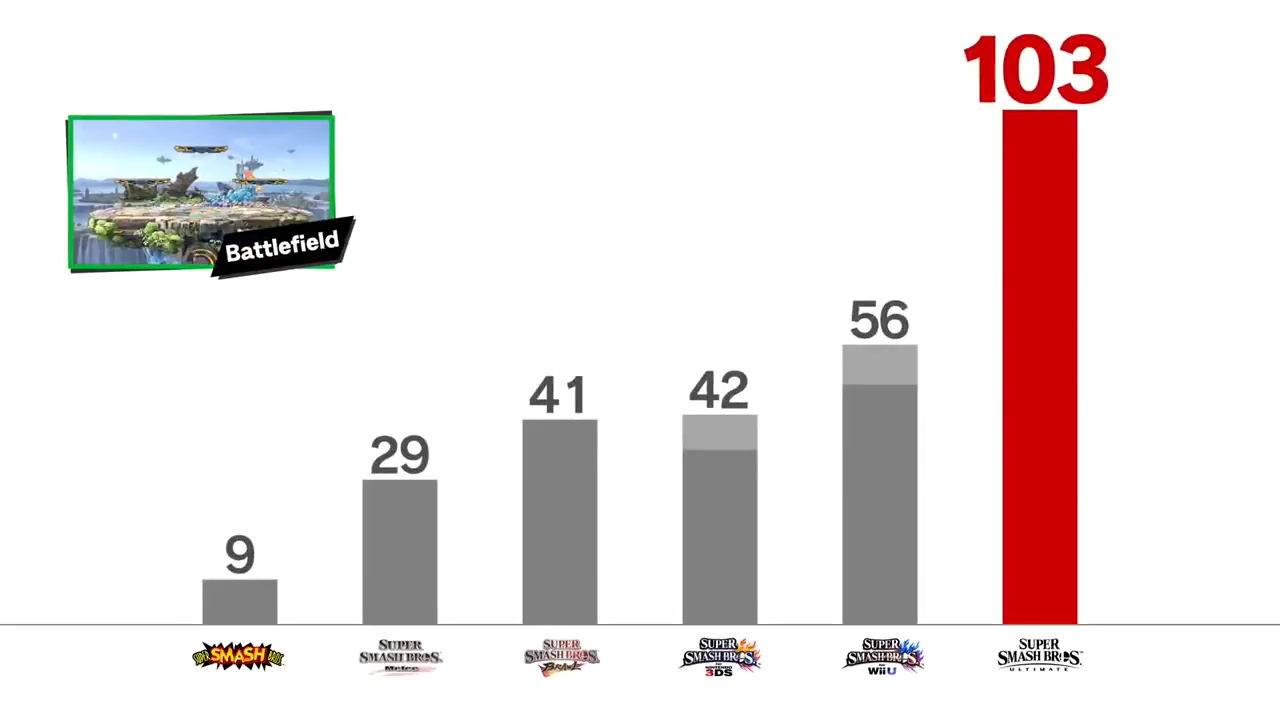 103
Battlefield
56
42
41
29
9
SUPER SMASH BROS.
SUPER
SMASH BROS.
Melee
SUPER
SMASH BROS.
BRAWL
SUPER
SMASH BROS.
for
NINTENDO
3DS
SUPER
SMASH BROS.
for
Wii U
SUPER
SMASH BROS.™
ULTIMATE